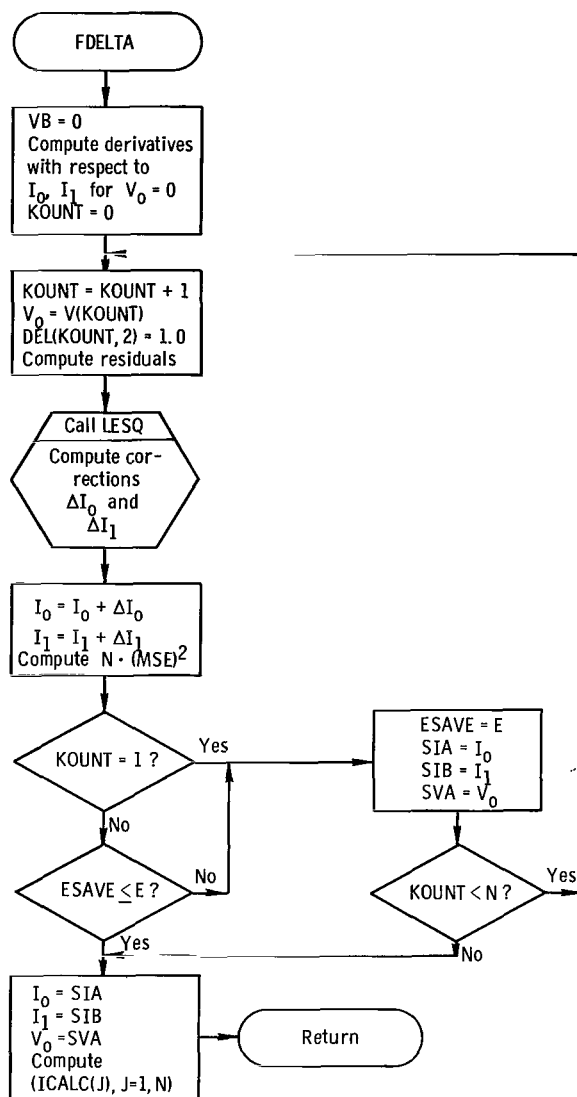 FDELTA
VB = 0
Compute derivatives
with respect to
I₀, I₁ for V₀ = 0
KOUNT = 0
KOUNT = KOUNT + 1
V₀ = V(KOUNT)
DEL(KOUNT, 2) = 1.0
Compute residuals
Call LESQ
Compute cor-
rections
ΔI₀ and
ΔI₁
I₀ = I₀ + ΔI₀
I₁ = I₁ + ΔI₁
Compute N · (MSE)²
KOUNT = 1 ?
Yes
No
ESAVE ≤ E ?
No
Yes
ESAVE = E
SIA = I₀
SIB = I₁
SVA = V₀
KOUNT < N ?
Yes
No
I₀ = SIA
I₁ = SIB
V₀ = SVA
Compute
(ICALC(J), J=1, N)
Return